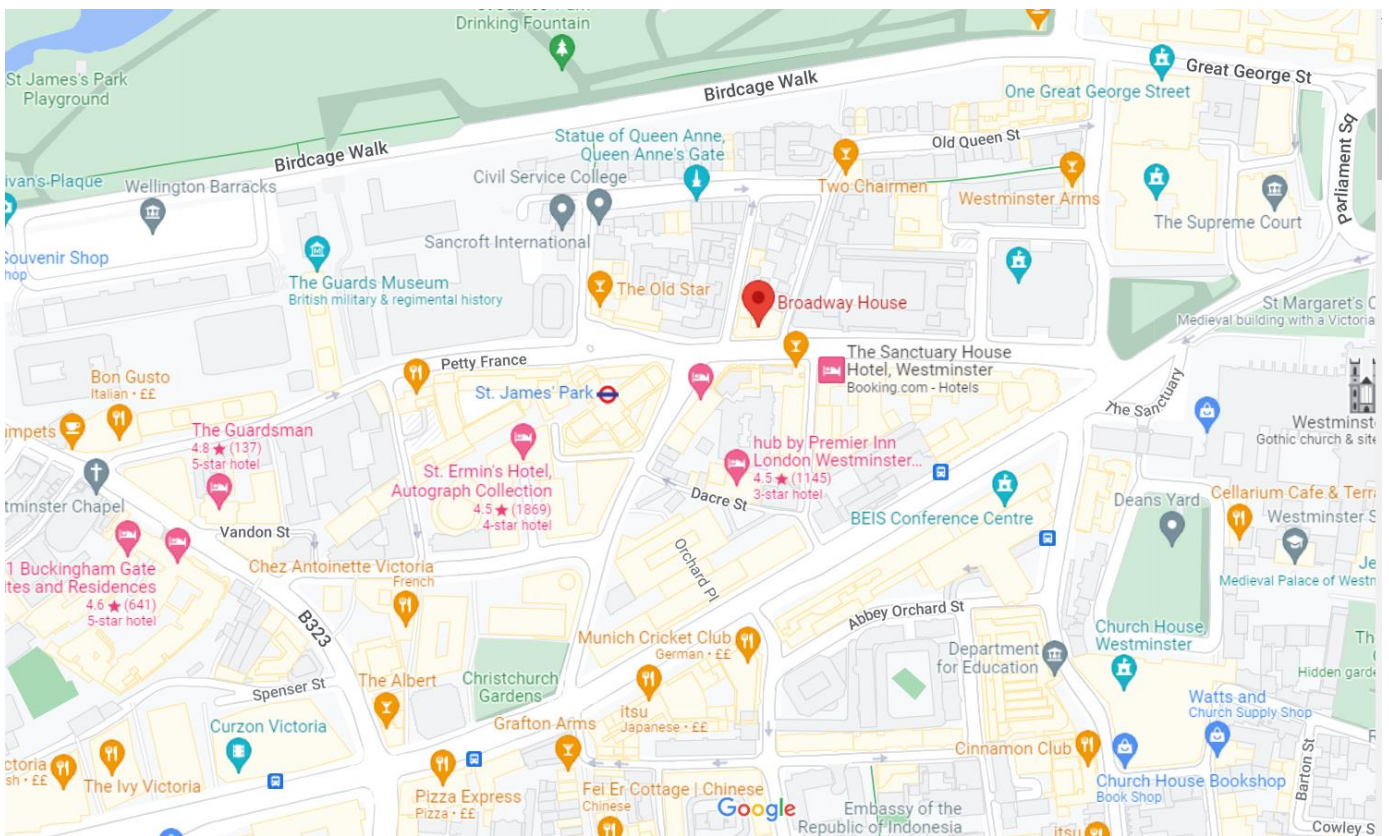 St James's Park
Drinking Fountain
St James's Park
Playground
Birdcage Walk
Great George St
One Great George Street
Parliament Sq
Statue of Queen Anne,
Queen Anne's Gate
Old Queen St
Birdcage Walk
Wellington Barracks
Civil Service College
Two Chairmen
Westminster Arms
Sancroft International
The Supreme Court
Souvenir Shop
The Guards Museum
British military & regimental history
The Old Star
Broadway House
St Margaret's C
Medieval building with a Victoria
Petty France
The Sanctuary House
Hotel, Westminster
Booking.com - Hotels
Bon Gusto
Italian • ££
St. James' Park
The Sanctuary
Westminst
Gothic church & site
The Guardsman
4.8 ★ (137)
5-star hotel
St. Ermin's Hotel,
Autograph Collection
4.5 ★ (1869)
4-star hotel
hub by Premier Inn
London Westminster...
4.5 ★ (1145)
3-star hotel
Dacre St
BEIS Conference Centre
Deans Yard
Cellarium Cafe & Terra
Westminster S
Medieval Palace of Westm
tminster Chapel
Vandon St
1 Buckingham Gate
ites and Residences
4.6 ★ (641)
5-star hotel
Chez Antoinette Victoria
French
Orchard Pl
B323
Abbey Orchard St
Munich Cricket Club
German • ££
Department
for Education
Church House,
Westminster
Hidden garde
Spenser St
The Albert
Christchurch
Gardens
itsu
Japanese • ££
Watts and
Church Supply Shop
Curzon Victoria
Grafton Arms
Cinnamon Club
ctoria
sh • ££
The Ivy Victoria
Pizza Express
Pizza • ££
Fei Er Cottage | Chinese
Chinese
Google
Embassy of the
Republic of Indonesia
Church House Bookshop
Book Shop
Barton St
itsu
Cowley S